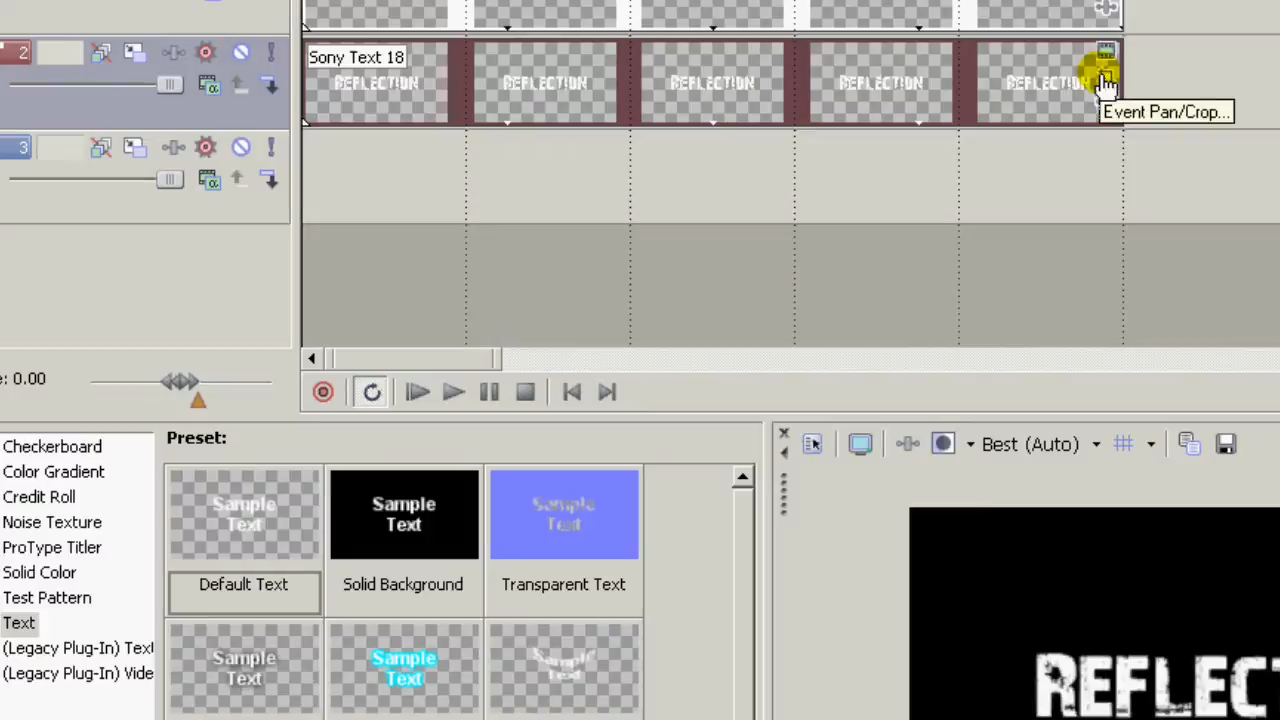 2
Sony Text 18
REFLECTION
REFLECTION
REFLECTION
REFLECTION
REFLECTION
Event Pan/Crop...
3
e: 0.00
Preset:
Best (Auto)
Checkerboard
Color Gradient
Credit Roll
Noise Texture
ProType Titler
Solid Color
Test Pattern
Text
(Legacy Plug-In) Text
(Legacy Plug-In) Vide
Sample
Text
Sample
Text
Sample
Text
Default Text
Solid Background
Transparent Text
Sample
Text
Sample
Text
Sample
Text
REFLECT